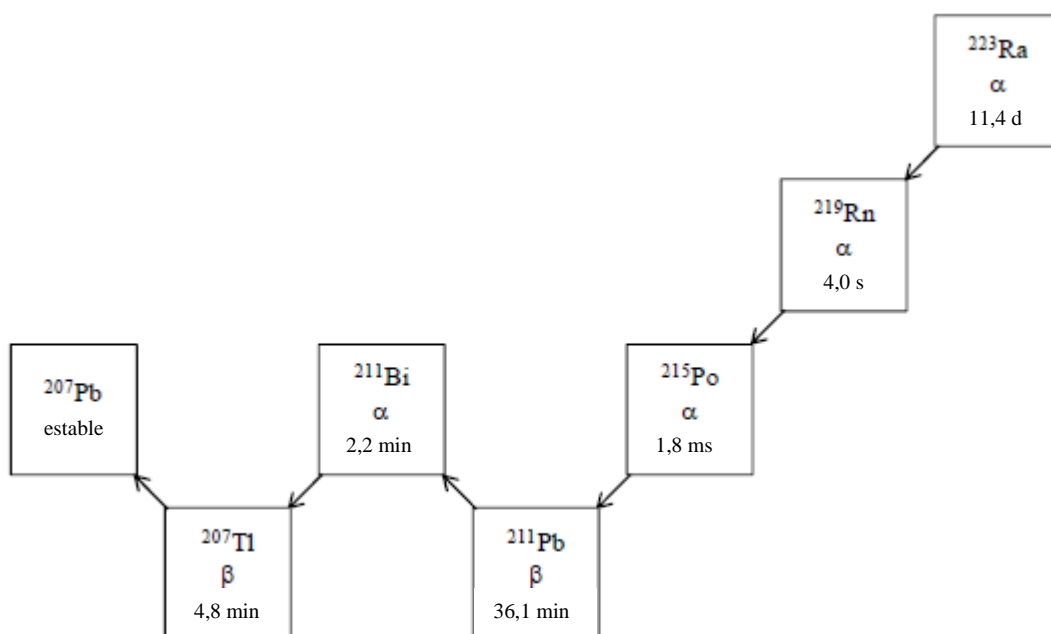 ²²³Ra
α
11,4 d
²¹⁹Rn
α
4,0 s
²⁰⁷Pb
estable
²¹¹Bi
α
2,2 min
²¹⁵Po
α
1,8 ms
²⁰⁷Tl
β
4,8 min
²¹¹Pb
β
36,1 min